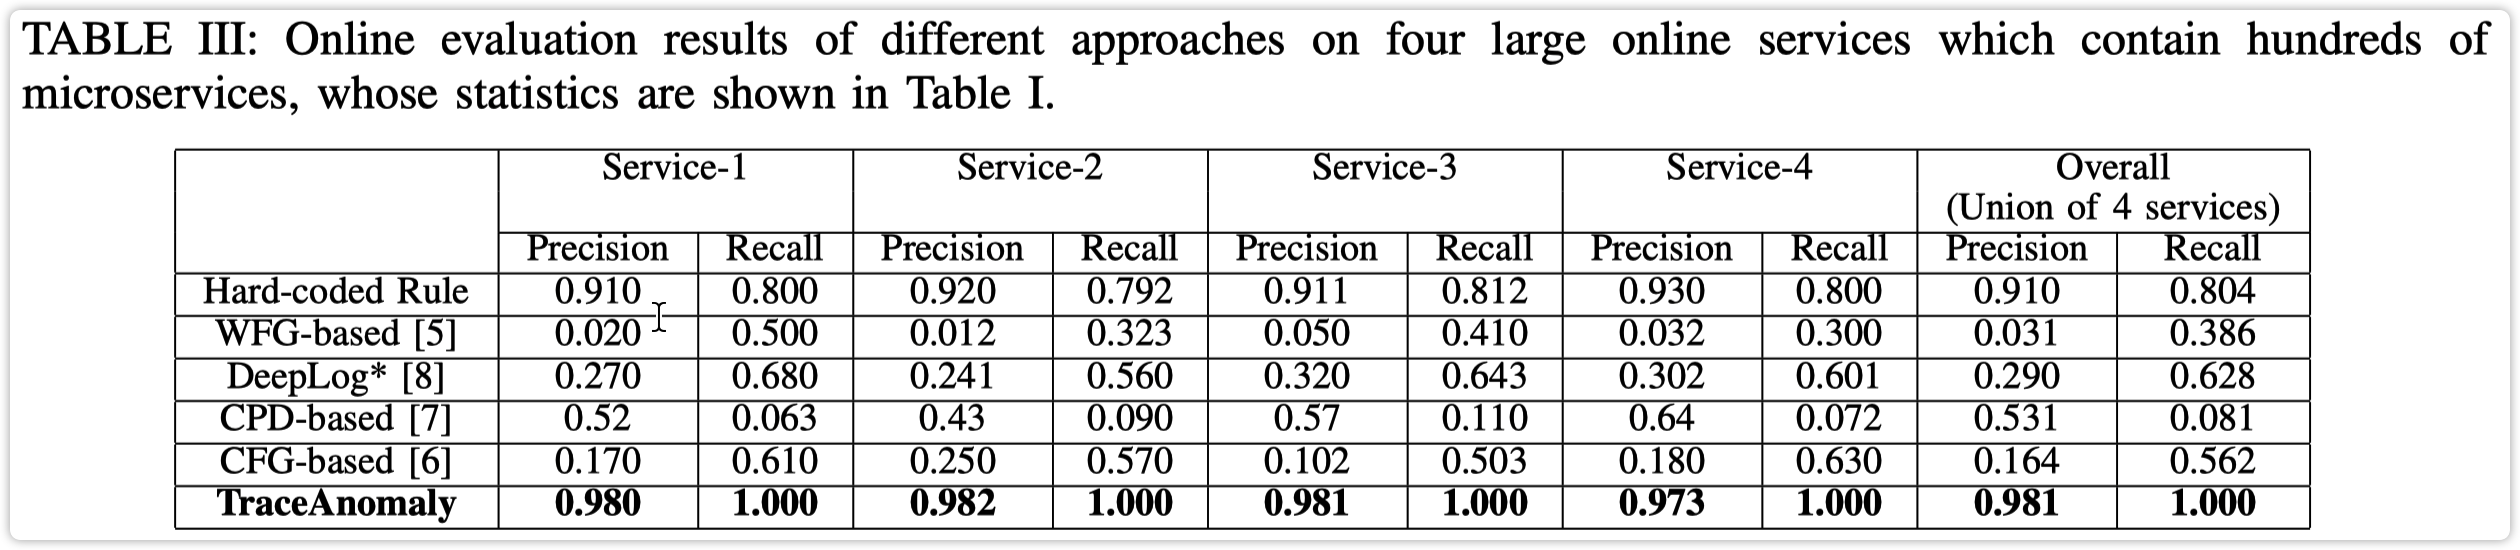 TABLE III: Online evaluation results of different approaches on four large online services which contain hundreds of
microservices, whose statistics are shown in Table I.
Service-1 Service-2 Service-3 Service-4 Overall
(Union of 4 services)
Precision Recall Precision Recall Precision Recall Precision Recall Precision Recall
Hard-coded Rule 0.910 0.800 0.920 0.792 0.911 0.812 0.930 0.800 0.910 0.804
WFG-based [5] 0.020 0.500 0.012 0.323 0.050 0.410 0.032 0.300 0.031 0.386
DeepLog* [8] 0.270 0.680 0.241 0.560 0.320 0.643 0.302 0.601 0.290 0.628
CPD-based [7] 0.52 0.063 0.43 0.090 0.57 0.110 0.64 0.072 0.531 0.081
CFG-based [6] 0.170 0.610 0.250 0.570 0.102 0.503 0.180 0.630 0.164 0.562
TraceAnomaly 0.980 1.000 0.982 1.000 0.981 1.000 0.973 1.000 0.981 1.000